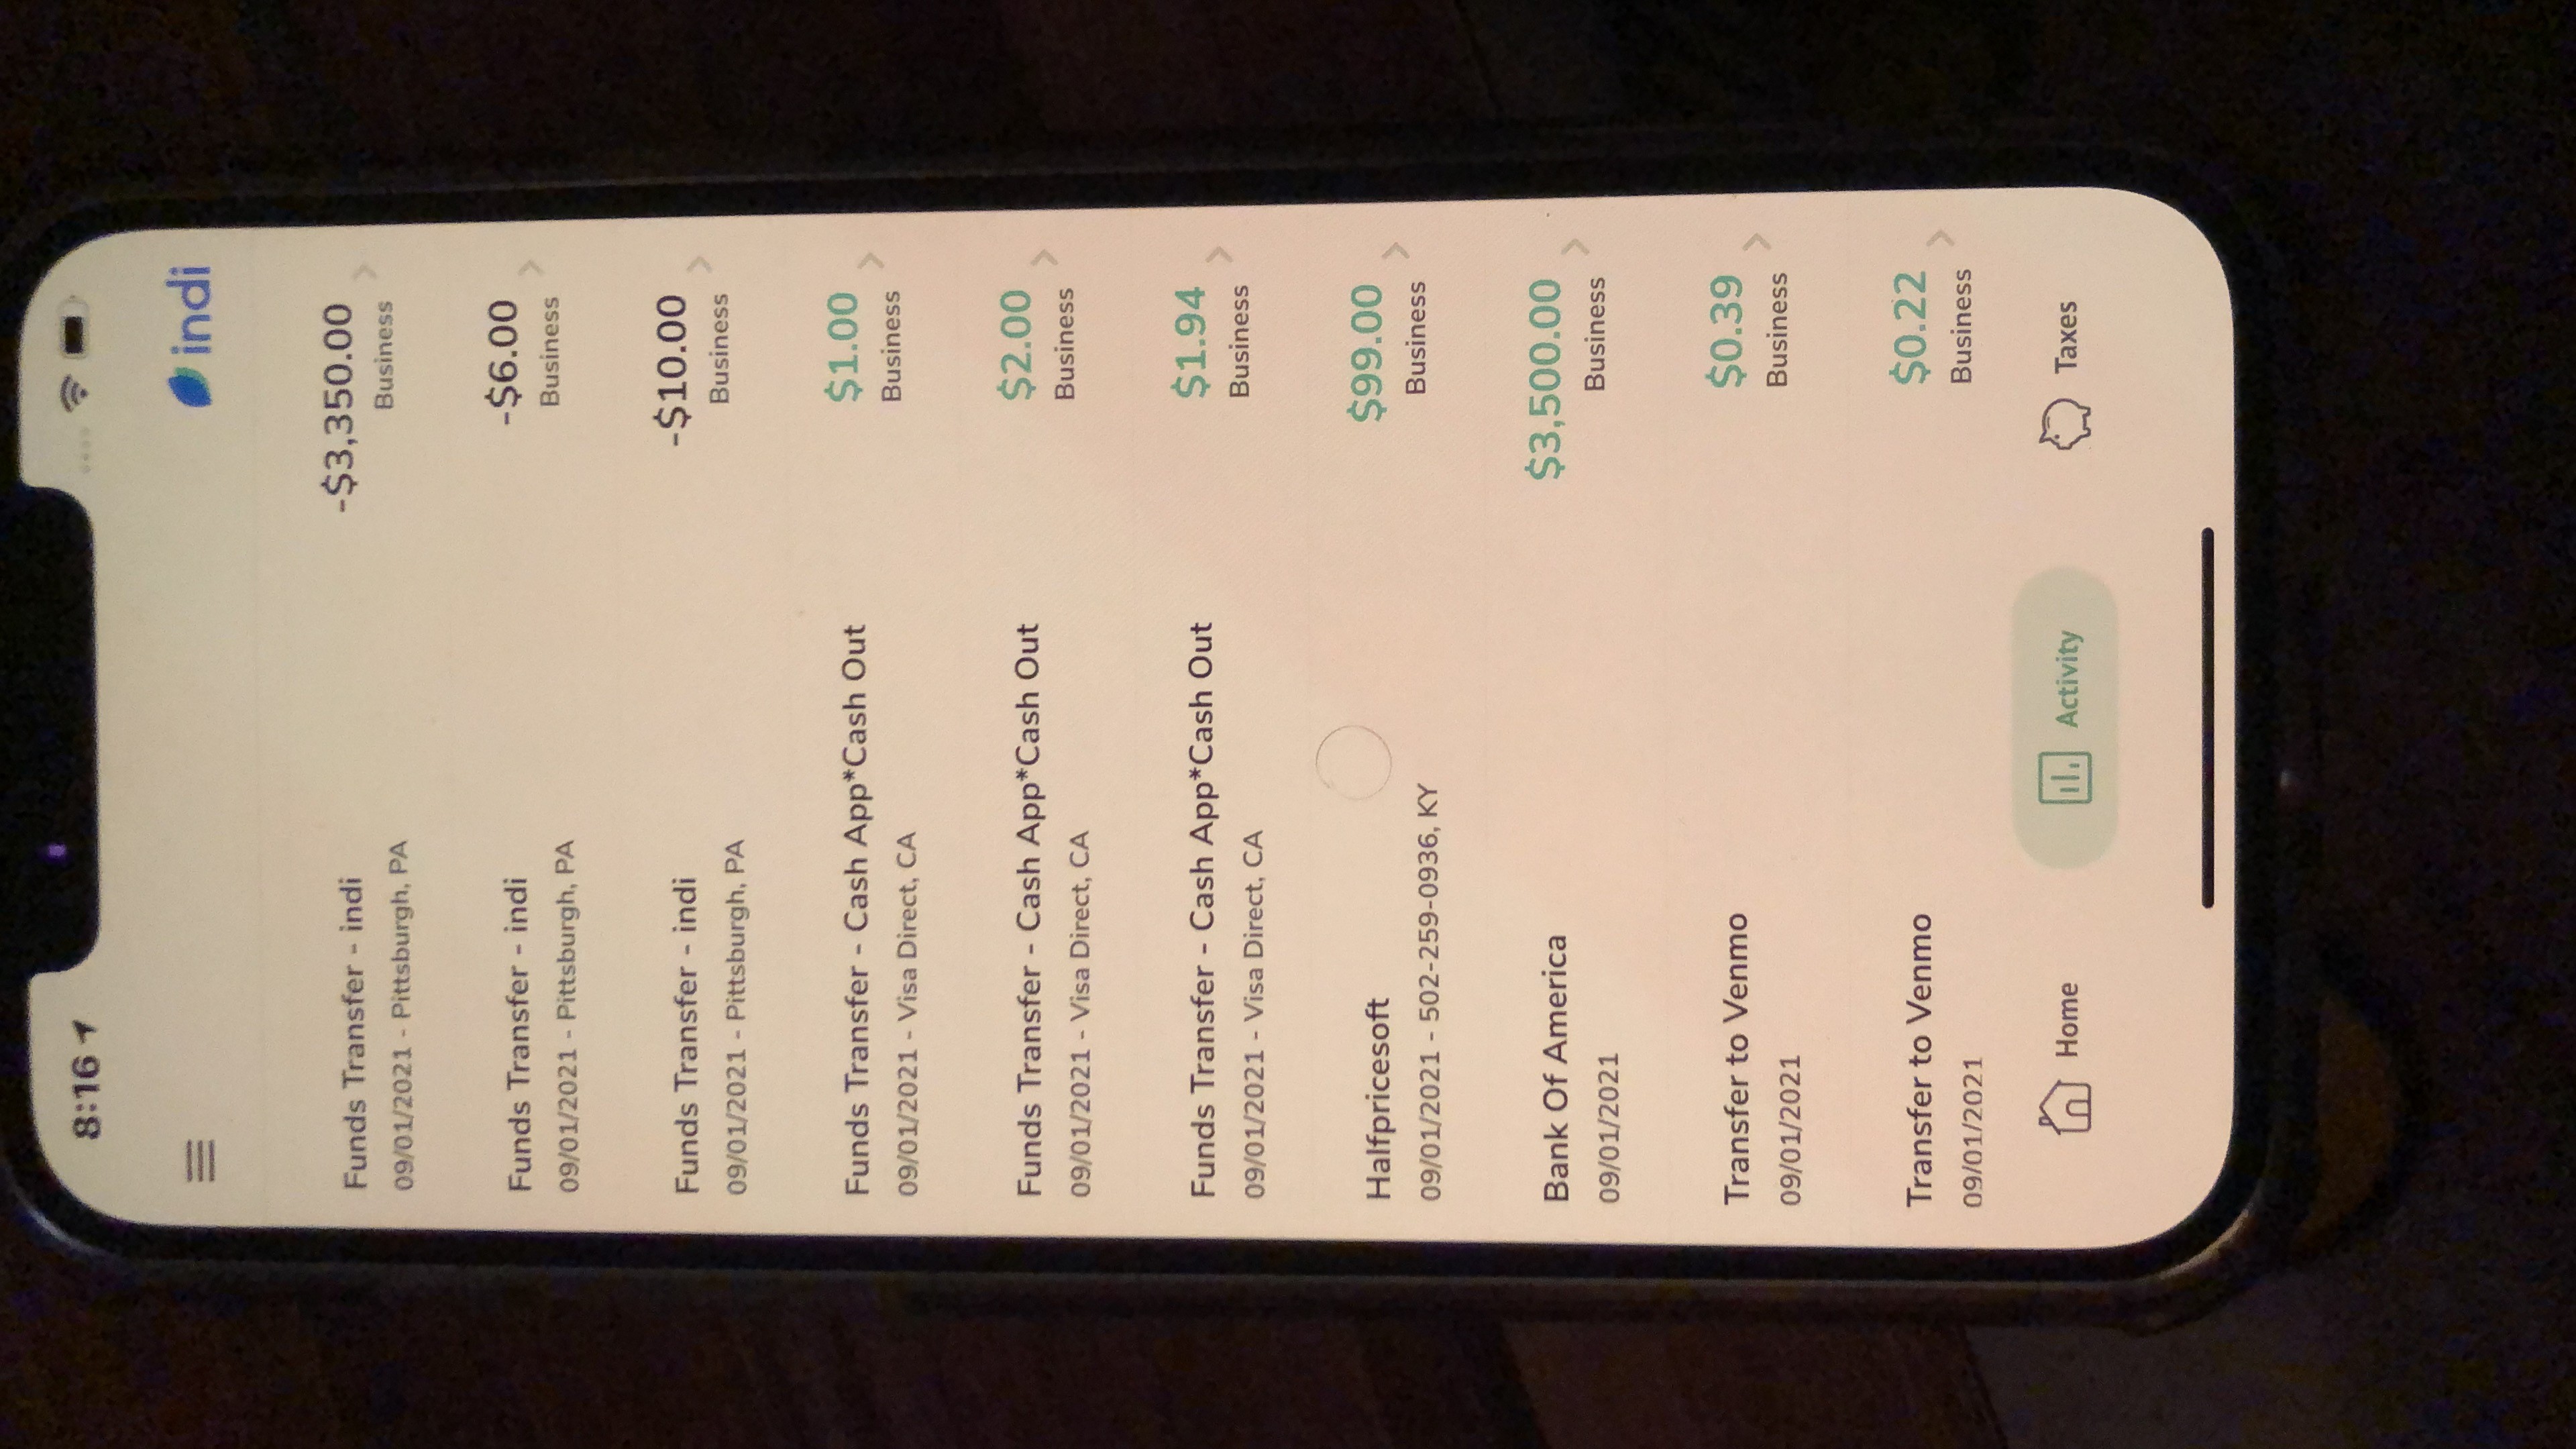 8:16
indi
Funds Transfer - indi
-$3,350.00
09/01/2021 - Pittsburgh, PA
Business
Funds Transfer - indi
-$6.00
09/01/2021 - Pittsburgh, PA
Business
Funds Transfer - indi
-$10.00
09/01/2021 - Pittsburgh, PA
Business
Funds Transfer - Cash App*Cash Out
$1.00
09/01/2021 - Visa Direct, CA
Business
Funds Transfer - Cash App*Cash Out
$2.00
09/01/2021 - Visa Direct, CA
Business
Funds Transfer - Cash App*Cash Out
$1.94
09/01/2021 - Visa Direct, CA
Business
Halfpricesoft
$99.00
09/01/2021 - 502-259-0936, KY
Business
Bank Of America
$3,500.00
09/01/2021
Business
Transfer to Venmo
$0.39
09/01/2021
Business
Transfer to Venmo
$0.22
09/01/2021
Business
Home
Activity
Taxes